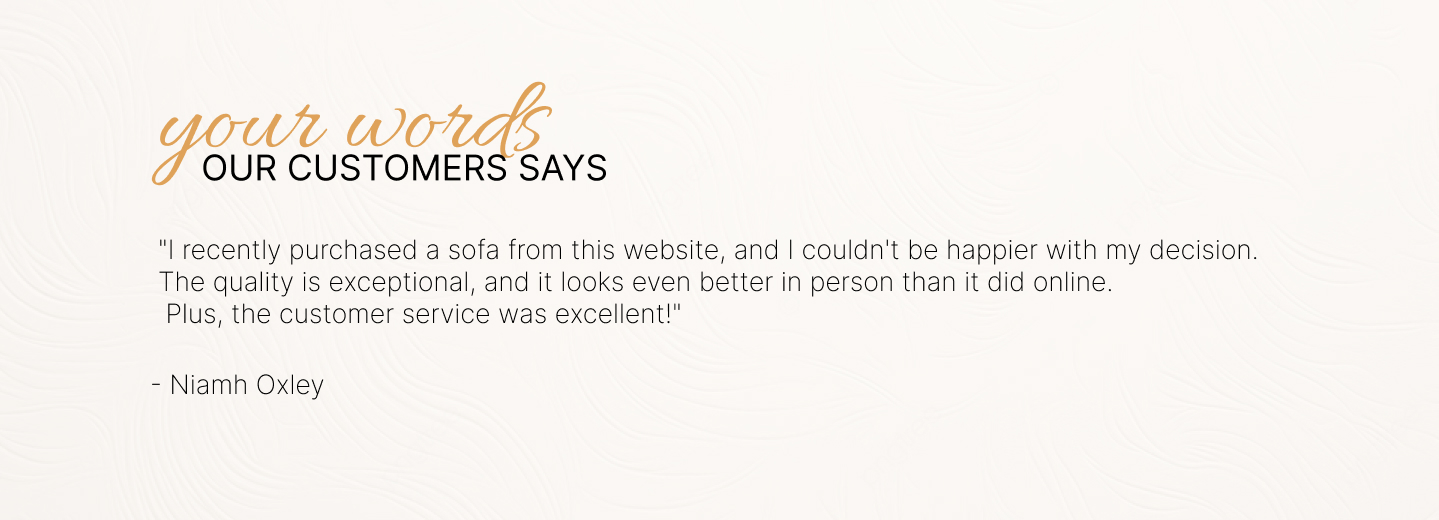 your words
OUR CUSTOMERS SAYS
"I recently purchased a sofa from this website, and I couldn't be happier with my decision.
The quality is exceptional, and it looks even better in person than it did online.
Plus, the customer service was excellent!"
- Niamh Oxley